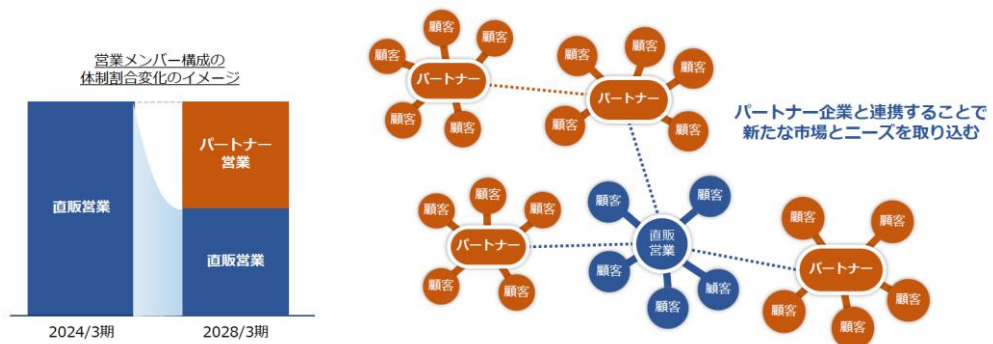 営業メンバー構成の
体制割合変化のイメージ
直販営業
パートナー
営業
直販営業
2024/3期
2028/3期
顧客
顧客
顧客
パートナー
顧客
顧客
顧客
顧客
顧客
顧客
パートナー
顧客
顧客
パートナー企業と連携することで
新たな市場とニーズを取り込む
顧客
顧客
顧客
パートナー
顧客
顧客
顧客
顧客
直販
営業
顧客
顧客
顧客
顧客
顧客
パートナー
顧客
顧客
顧客